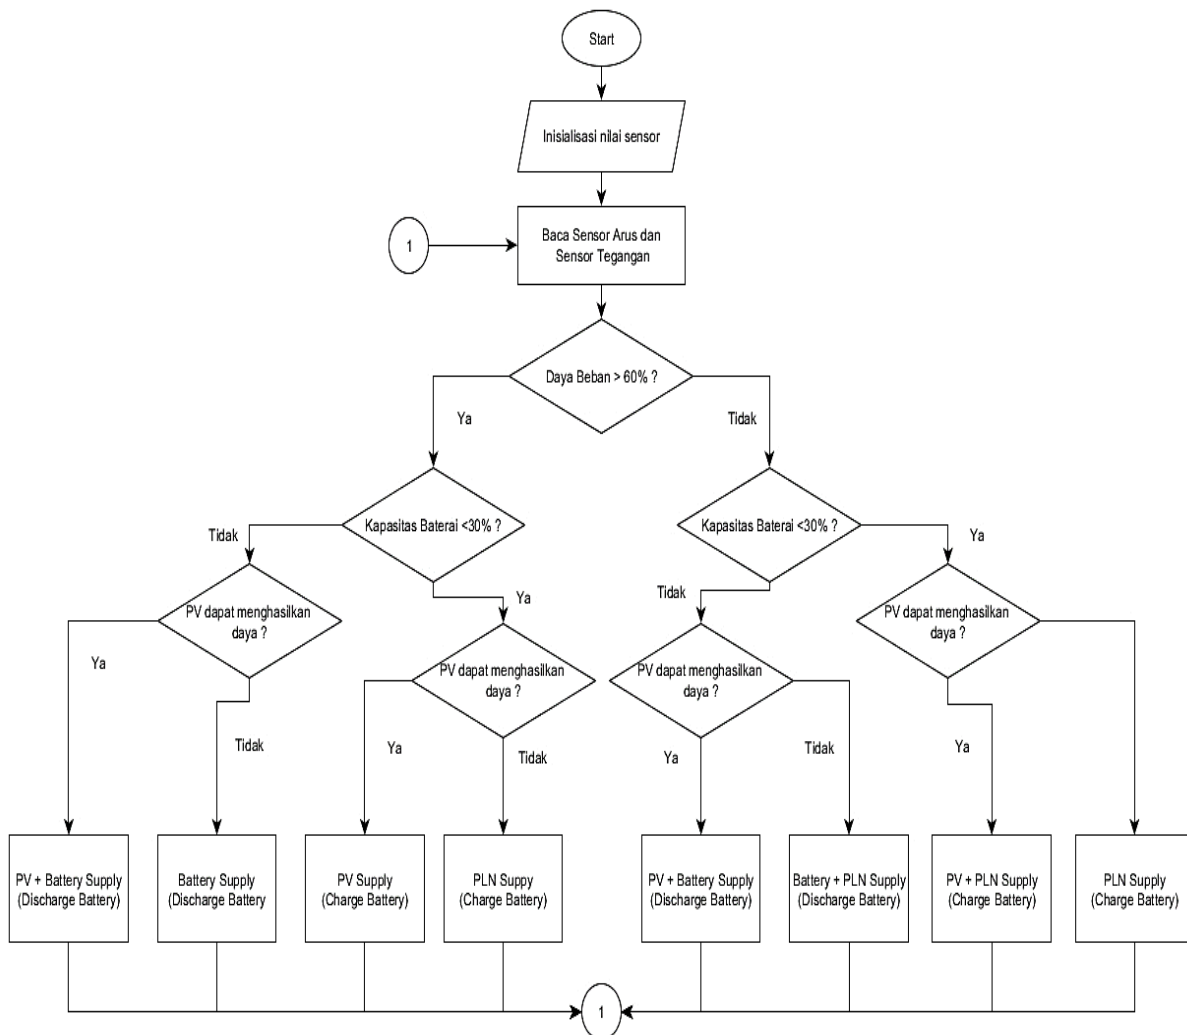 Start
Inisialisasi nilai sensor
1
Baca Sensor Arus dan
Sensor Tegangan
Daya Beban > 60% ?
Ya
Tidak
Kapasitas Baterai <30% ?
Kapasitas Baterai <30% ?
Tidak
Ya
Tidak
Ya
PV dapat menghasilkan
daya ?
PV dapat menghasilkan
daya ?
PV dapat menghasilkan
daya ?
PV dapat menghasilkan
daya ?
Ya
Tidak
Ya
Tidak
Ya
Tidak
Ya
Tidak
PV + Battery Supply
(Discharge Battery)
Battery Supply
(Discharge Battery
PV Supply
(Charge Battery)
PLN Suppy
(Charge Battery)
PV + Battery Supply
(Discharge Battery)
Battery + PLN Supply
(Discharge Battery)
PV + PLN Supply
(Charge Battery)
PLN Supply
(Charge Battery)
1